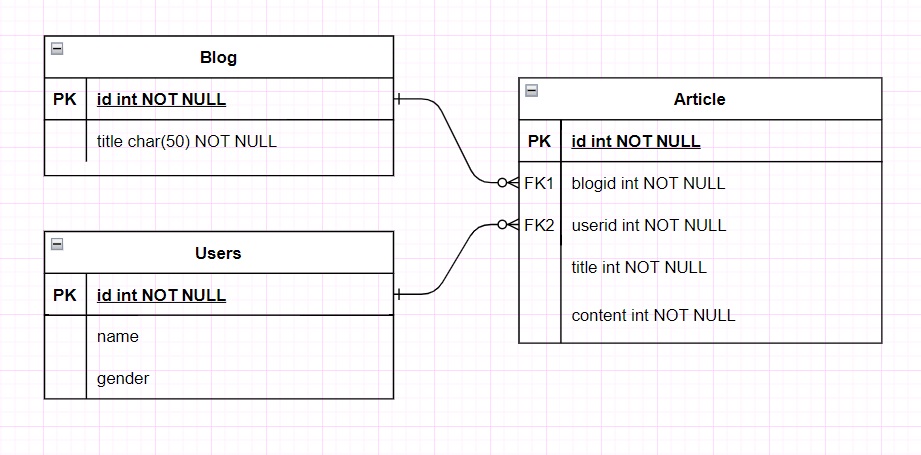 Blog
PK id int NOT NULL
title char(50) NOT NULL
Users
PK id int NOT NULL
name
gender
Article
PK id int NOT NULL
FK1 blogid int NOT NULL
FK2 userid int NOT NULL
title int NOT NULL
content int NOT NULL